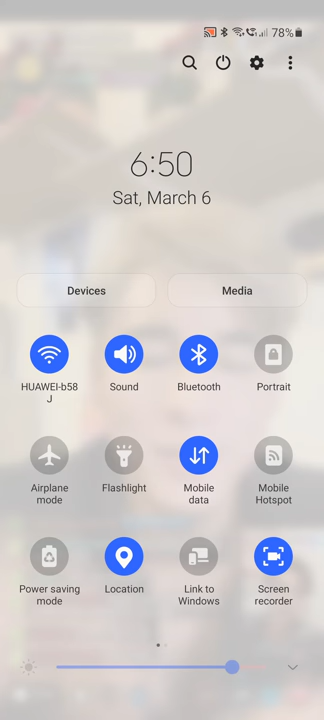 78%
6:50
Sat, March 6
Devices Media
HUAWEI-b58 Sound Bluetooth Portrait
J
Airplane Flashlight Mobile Mobile
mode data Hotspot
Power saving Location Link to Screen
mode Windows recorder